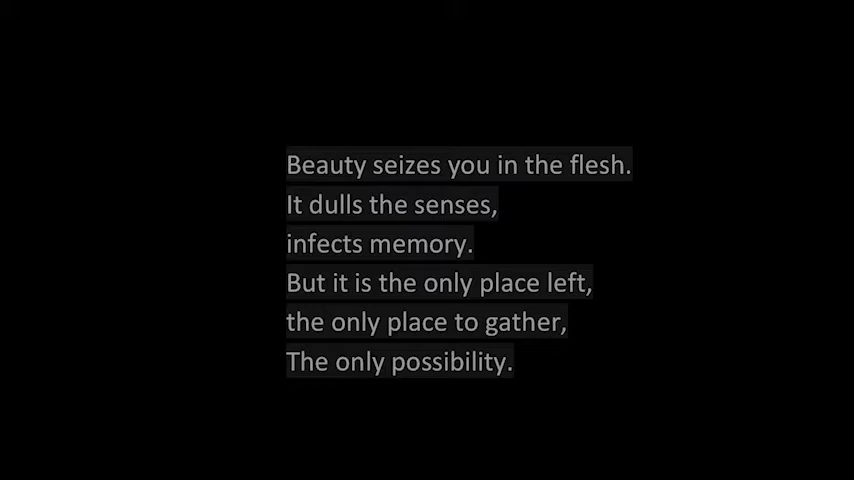 Beauty seizes you in the flesh.
It dulls the senses,
infects memory.
But it is the only place left,
the only place to gather,
The only possibility.